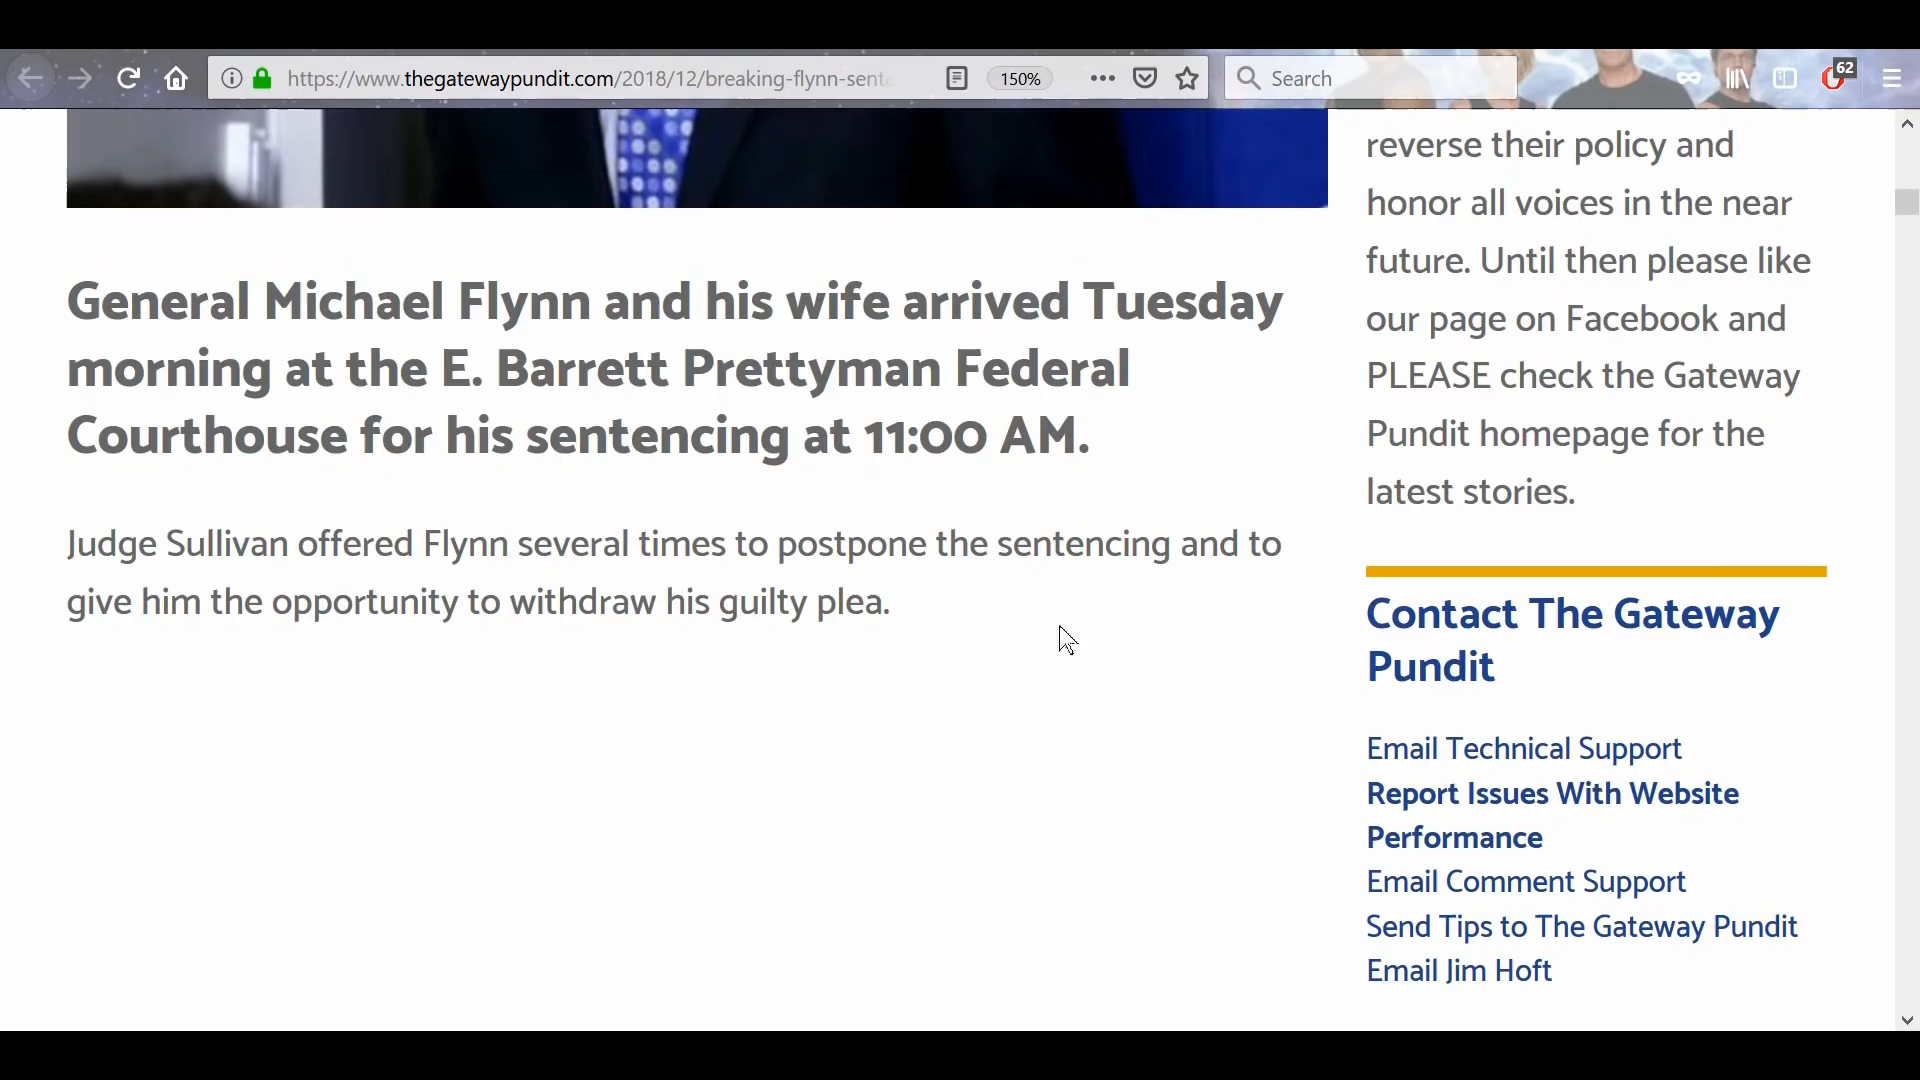 https://www.thegatewaypundit.com/2018/12/breaking-flynn-sente
150%
Search
62
General Michael Flynn and his wife arrived Tuesday
morning at the E. Barrett Prettyman Federal
Courthouse for his sentencing at 11:00 AM.
Judge Sullivan offered Flynn several times to postpone the sentencing and to
give him the opportunity to withdraw his guilty plea.
reverse their policy and
honor all voices in the near
future. Until then please like
our page on Facebook and
PLEASE check the Gateway
Pundit homepage for the
latest stories.
Contact The Gateway
Pundit
Email Technical Support
Report Issues With Website
Performance
Email Comment Support
Send Tips to The Gateway Pundit
Email Jim Hoft